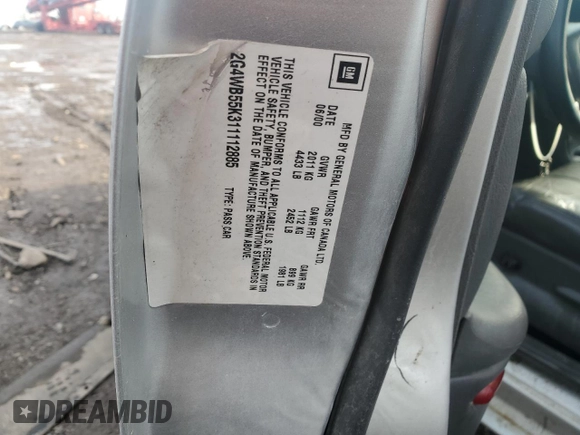 GM
MFD BY GENERAL MOTORS OF CANADA LTD.
DATE GVWR GAWR FRT GAWR RR
06/00 2011 KG 1112 KG 899 KG
4433 LB 2452 LB 1981 LB
THIS VEHICLE CONFORMS TO ALL APPLICABLE U.S. FEDERAL MOTOR
VEHICLE SAFETY, BUMPER, AND THEFT PREVENTION STANDARDS IN
EFFECT ON THE DATE OF MANUFACTURE SHOWN ABOVE.
2G4WB55K311112885 TYPE: PASS CAR
DREAMBID